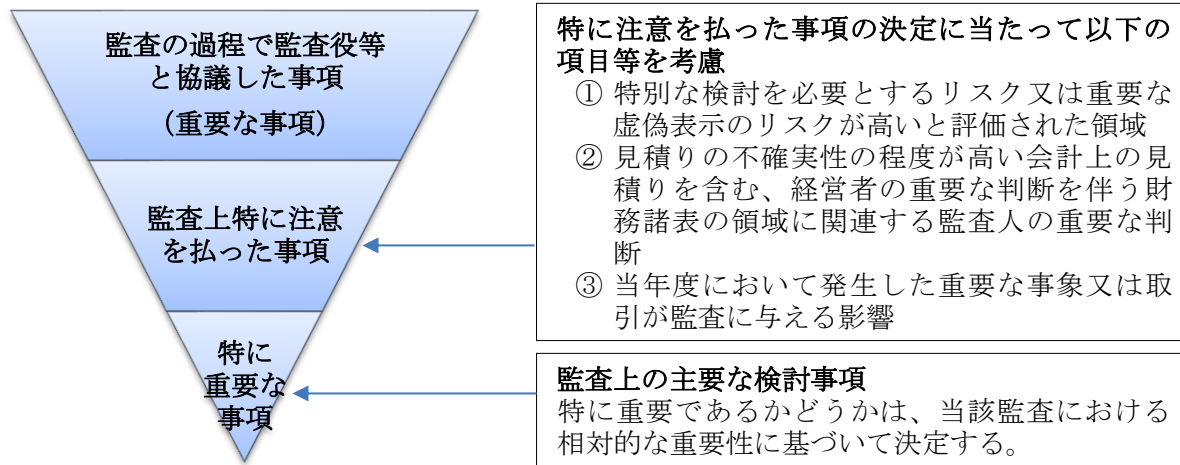 監査の過程で監査役等
と協議した事項
（重要な事項）
監査上特に注意
を払った事項
特に
重要な
事項
特に注意を払った事項の決定に当たって以下の
項目等を考慮
① 特別な検討を必要とするリスク又は重要な
虚偽表示のリスクが高いと評価された領域
② 見積りの不確実性の程度が高い会計上の見
積りを含む、経営者の重要な判断を伴う財
務諸表の領域に関連する監査人の重要な判
断
③ 当年度において発生した重要な事象又は取
引が監査に与える影響
監査上の主要な検討事項
特に重要であるかどうかは、当該監査における
相対的な重要性に基づいて決定する。